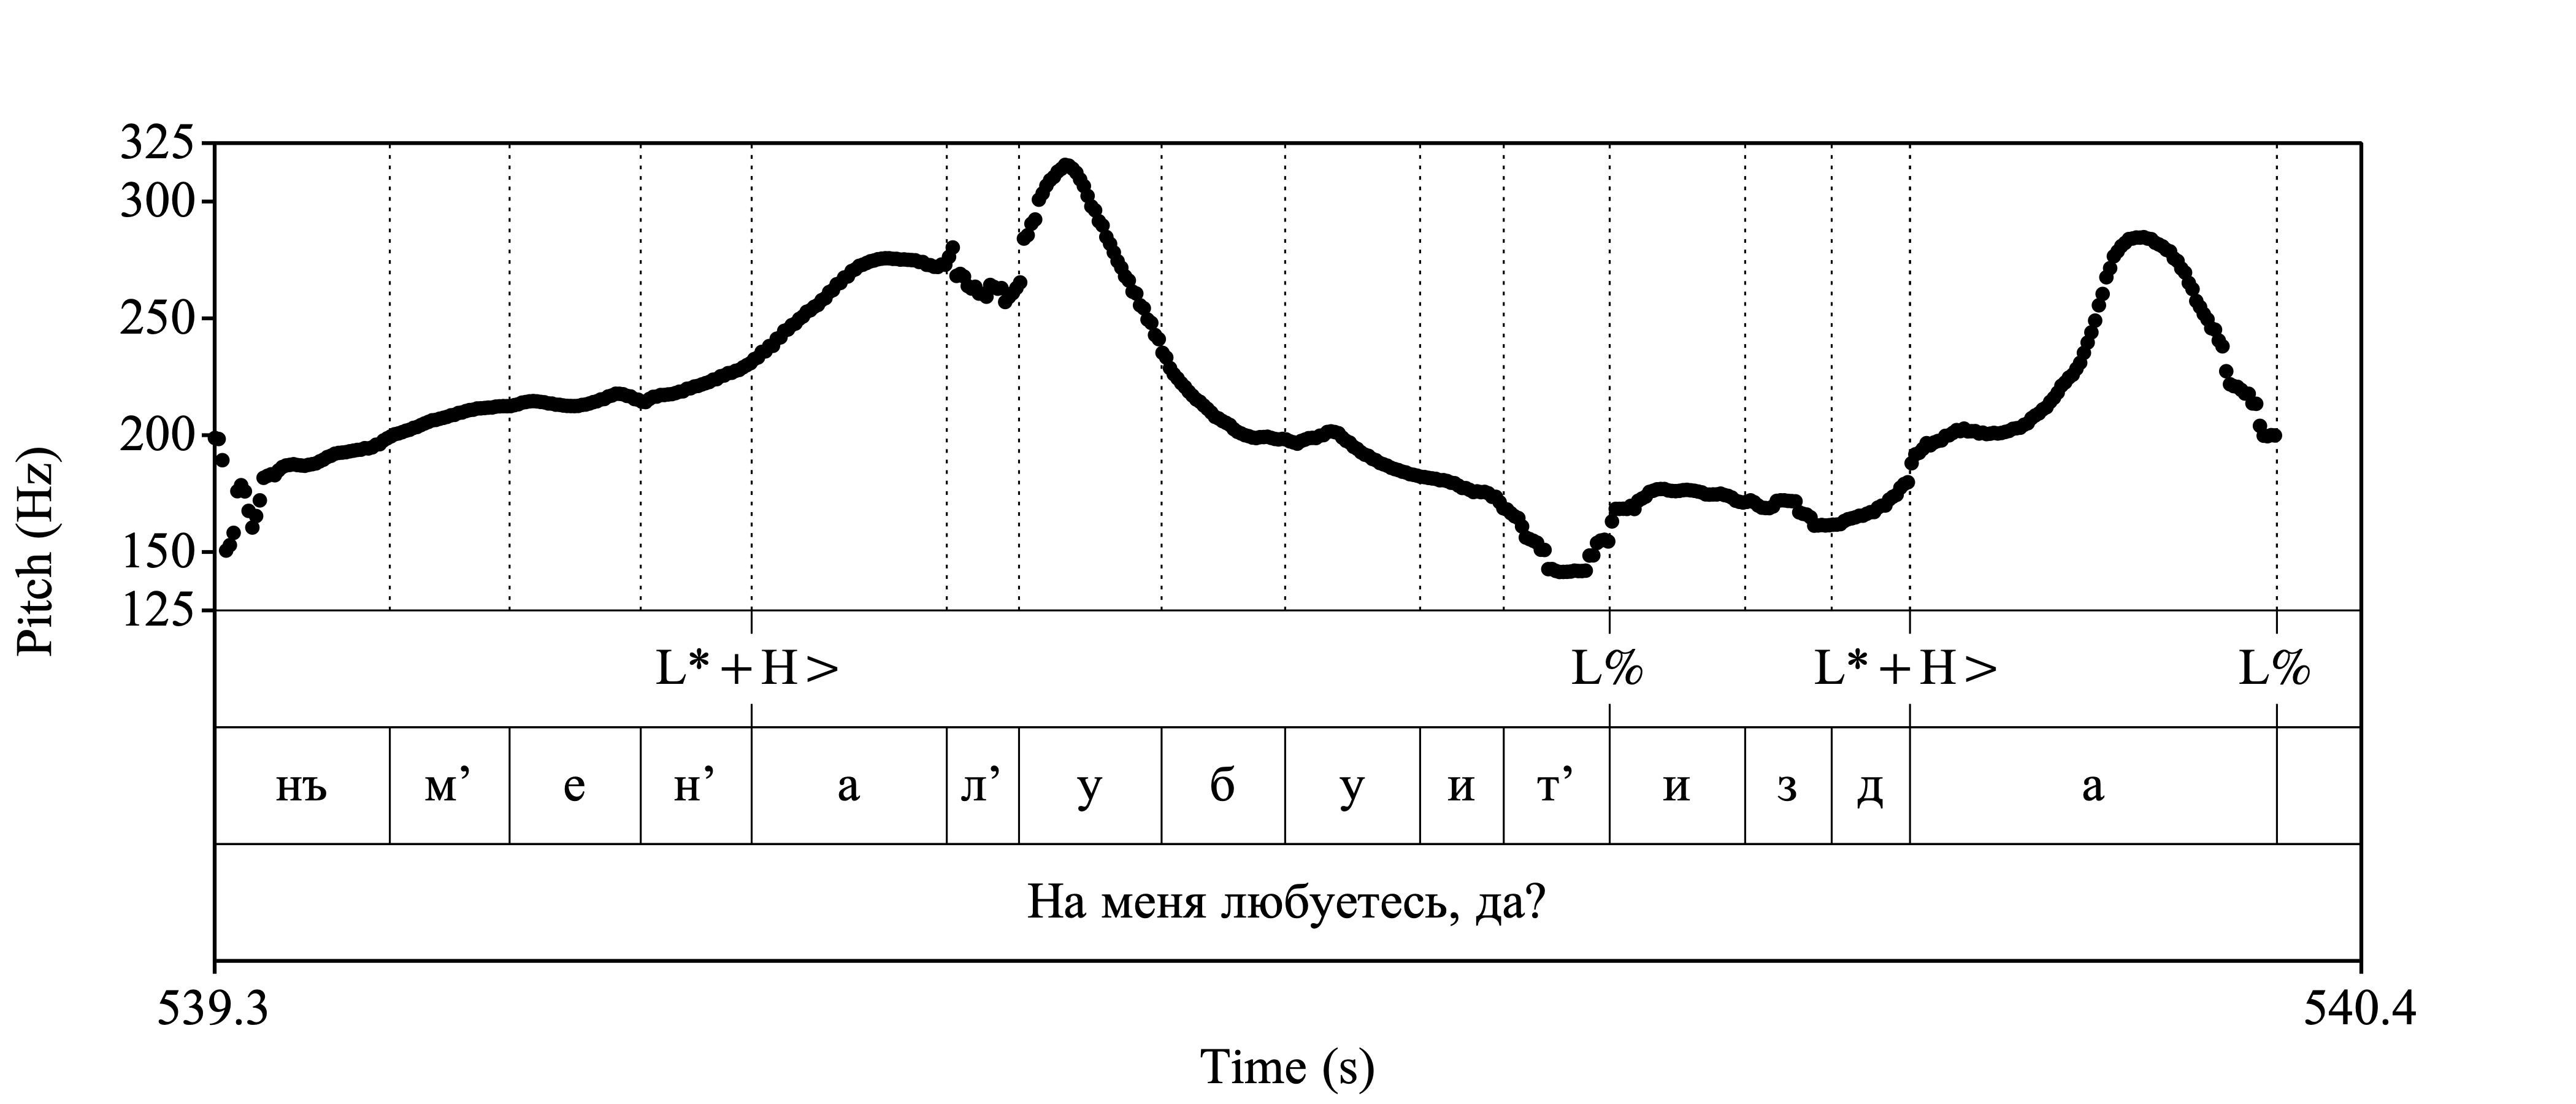 325
300
250
200
150
125
Pitch (Hz)
L*+H> L% L*+H> L%
нъ м’ е н’ а л’ у б у и т’ и з д а
На меня любуетесь, да?
539.3 540.4
Time (s)